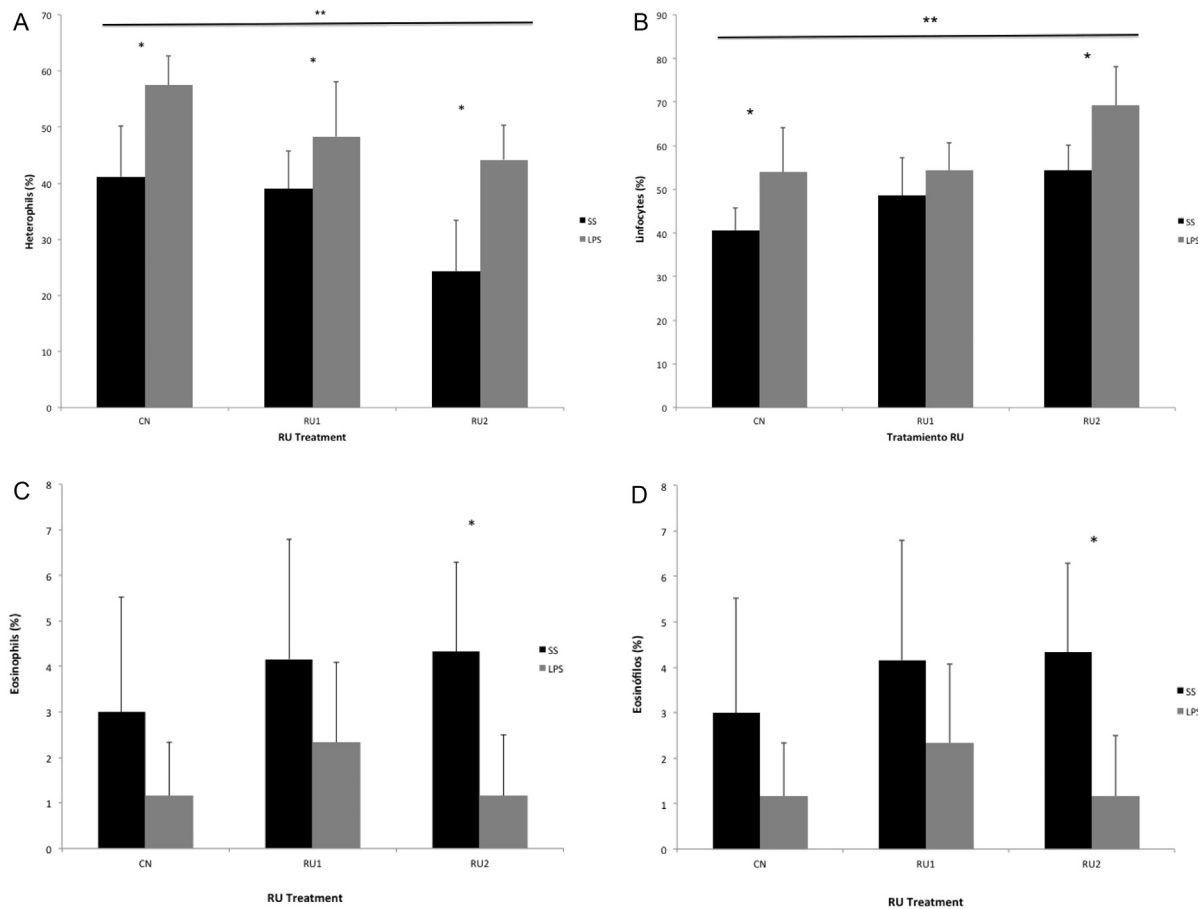 A
**
70
60
50
40
30
20
10
0
Heterophils (%)
*
*
*
SS
LPS
CN
RU1
RU2
RU Treatment
B
**
90
80
70
60
50
40
30
20
10
0
Linfocytes (%)
*
*
SS
LPS
CN
RU1
RU2
Tratamiento RU
C
8
7
6
5
4
3
2
1
0
Eosinophils (%)
*
SS
LPS
CN
RU1
RU2
RU Treatment
D
8
7
6
5
4
3
2
1
0
Eosinófilos (%)
*
SS
LPS
CN
RU1
RU2
RU Treatment